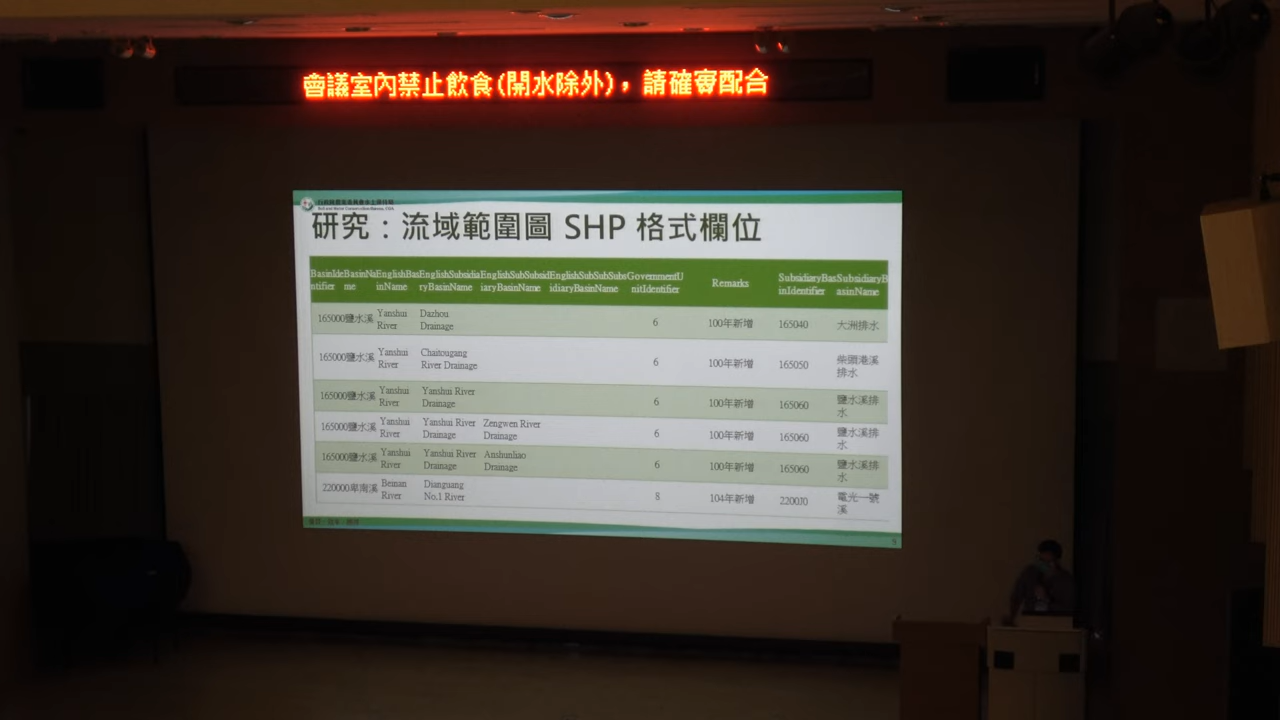 會議室內禁止飲食(開水除外)，請確實配合
研究：流域範圍圖 SHP 格式欄位
BasinIdentifier BasinName EnglishBasinName EnglishSubsidiaryBasinName EnglishSubSubsidiaryBasinName EnglishSubSubSubsidiaryBasinName GovernmentUnitIdentifier Remarks SubsidiaryBasinIdentifier SubsidiaryBasinName
165000 鹽水溪 Yanshui River Dazhou Drainage 6 100年新增 165040 大洲排水
165000 鹽水溪 Yanshui River Chaitougang River Drainage 6 100年新增 165050 柴頭港溪排水
165000 鹽水溪 Yanshui River Yanshui River Drainage 6 100年新增 165060 鹽水溪排水
165000 鹽水溪 Yanshui River Yanshui River Drainage Zengwen River Drainage 6 100年新增 165060 鹽水溪排水
165000 鹽水溪 Yanshui River Yanshui River Drainage Anshunliao Drainage 6 100年新增 165060 鹽水溪排水
220000 卑南溪 Beinan River Dianguang No.1 River 8 104年新增 2200J0 電光一號溪